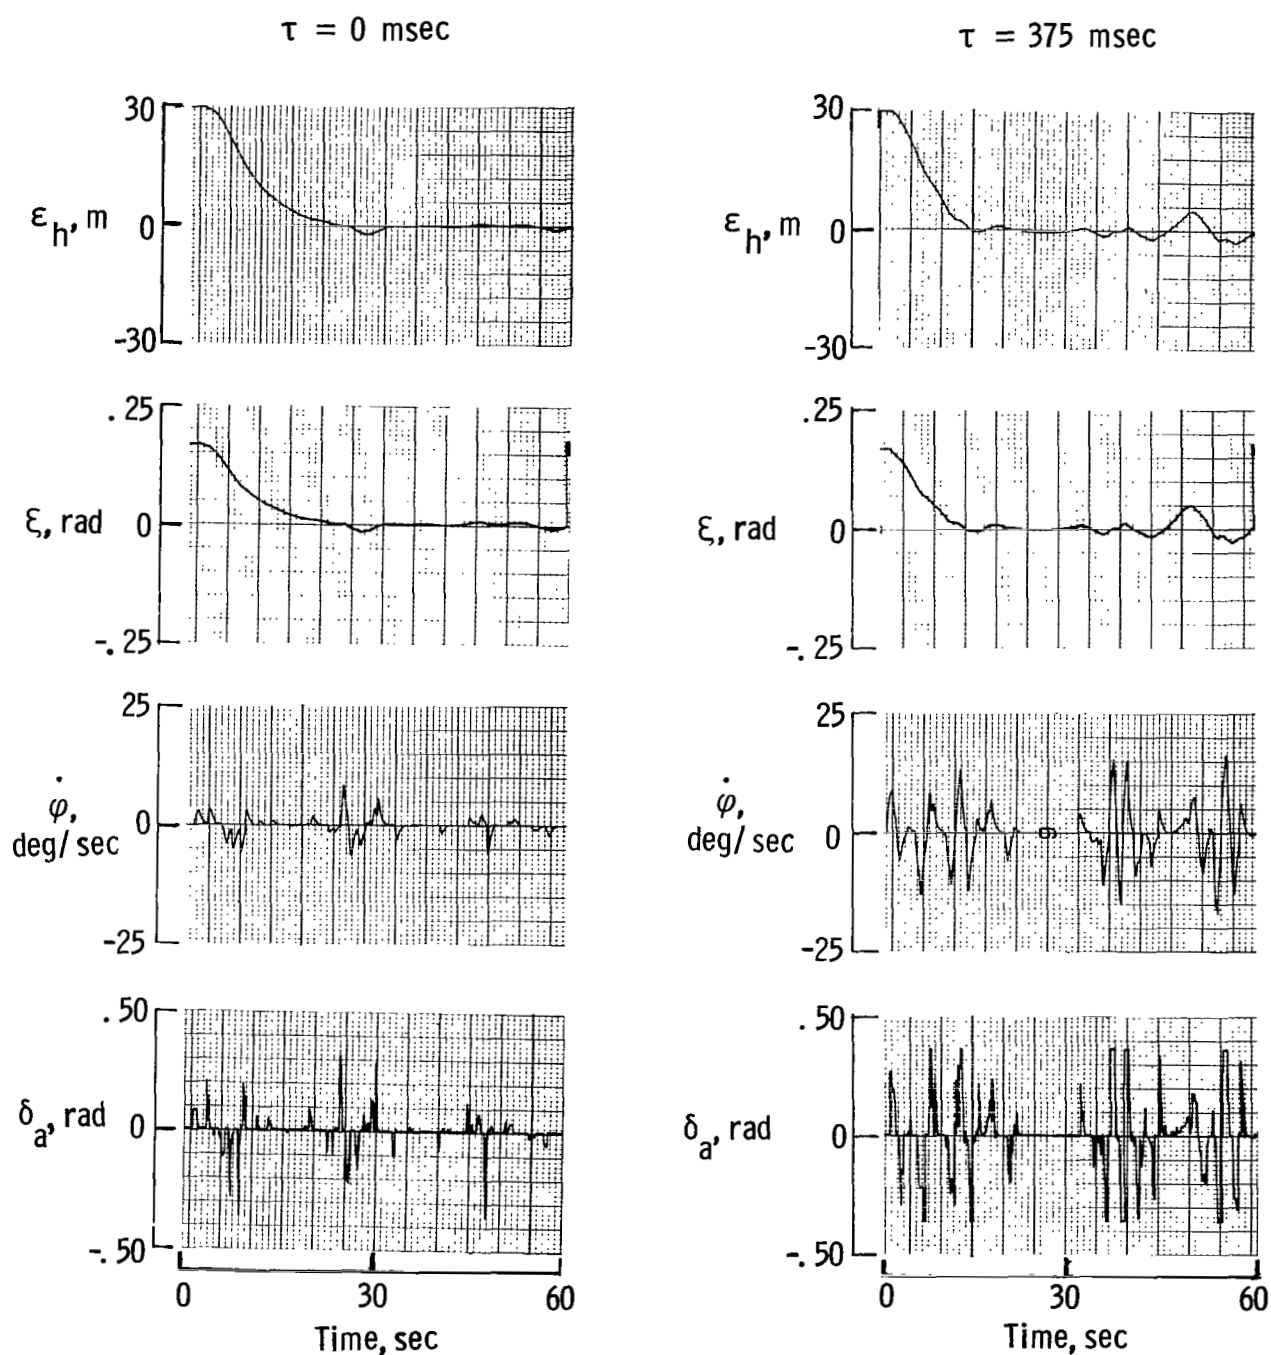 τ = 0 msec
τ = 375 msec
30
ε_h, m
0
-30
30
ε_h, m
0
-30
.25
ξ, rad
0
-.25
.25
ξ, rad
0
-.25
25
φ̇,
deg/sec
0
-25
25
φ̇,
deg/sec
0
-25
.50
δ_a, rad
0
-.50
.50
δ_a, rad
0
-.50
0 30 60
Time, sec
0 30 60
Time, sec